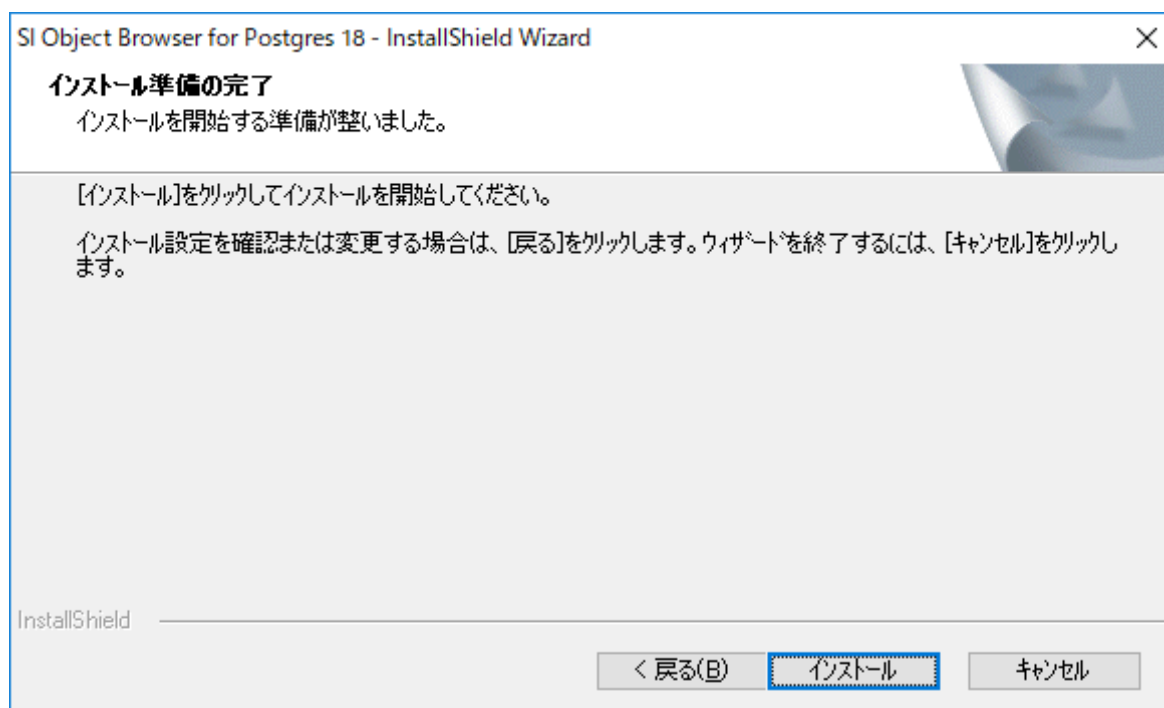 SI Object Browser for Postgres 18 - InstallShield Wizard
インストール準備の完了
インストールを開始する準備が整いました。
[インストール]をクリックしてインストールを開始してください。
インストール設定を確認または変更する場合は、[戻る]をクリックします。ウィザードを終了するには、[キャンセル]をクリックし
ます。
InstallShield
< 戻る(B)
インストール
キャンセル